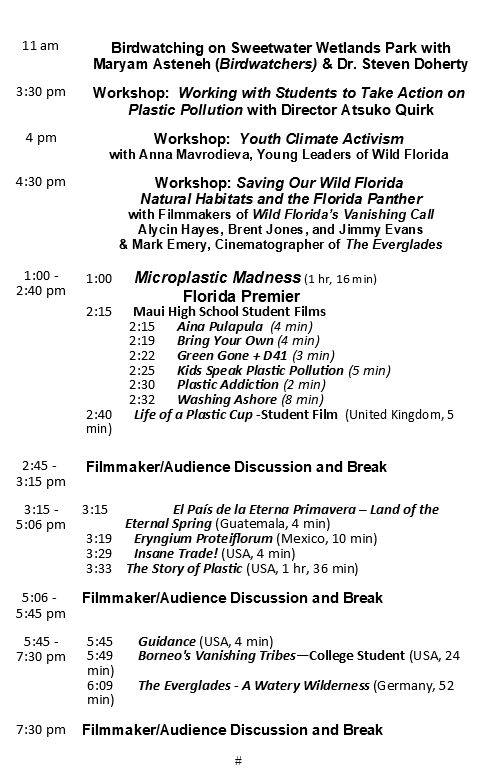 11 am Birdwatching on Sweetwater Wetlands Park with
Maryam Asteneh (Birdwatchers) & Dr. Steven Doherty
3:30 pm Workshop: Working with Students to Take Action on
Plastic Pollution with Director Atsuko Quirk
4 pm Workshop: Youth Climate Activism
with Anna Mavrodieva, Young Leaders of Wild Florida
4:30 pm Workshop: Saving Our Wild Florida
Natural Habitats and the Florida Panther
with Filmmakers of Wild Florida's Vanishing Call
Alycin Hayes, Brent Jones, and Jimmy Evans
& Mark Emery, Cinematographer of The Everglades
1:00 - 1:00 Microplastic Madness (1 hr, 16 min)
2:40 pm Florida Premier
2:15 Maui High School Student Films
2:15 Aina Pulapula (4 min)
2:19 Bring Your Own (4 min)
2:22 Green Gone + D41 (3 min)
2:25 Kids Speak Plastic Pollution (5 min)
2:30 Plastic Addiction (2 min)
2:32 Washing Ashore (8 min)
2:40 Life of a Plastic Cup -Student Film (United Kingdom, 5
min)
2:45 - Filmmaker/Audience Discussion and Break
3:15 pm
3:15 - 3:15 El País de la Eterna Primavera – Land of the
5:06 pm Eternal Spring (Guatemala, 4 min)
3:19 Eryngium Proteiflorum (Mexico, 10 min)
3:29 Insane Trade! (USA, 4 min)
3:33 The Story of Plastic (USA, 1 hr, 36 min)
5:06 - Filmmaker/Audience Discussion and Break
5:45 pm
5:45 - 5:45 Guidance (USA, 4 min)
7:30 pm 5:49 Borneo's Vanishing Tribes—College Student (USA, 24
min)
6:09 The Everglades - A Watery Wilderness (Germany, 52
min)
7:30 pm Filmmaker/Audience Discussion and Break
#